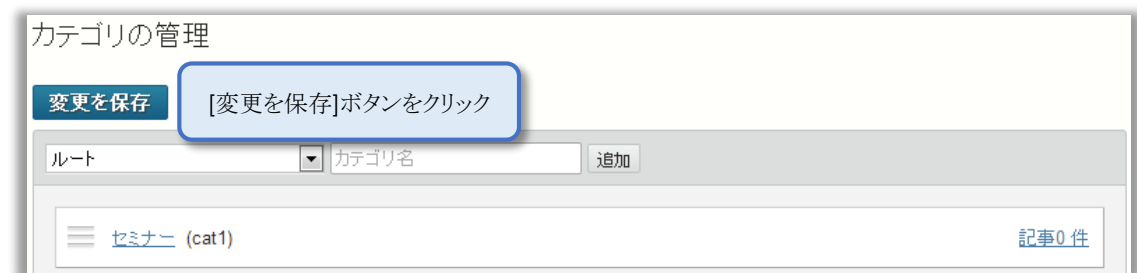 カテゴリの管理
変更を保存
[変更を保存]ボタンをクリック
ルート カテゴリ名 追加
セミナー (cat1) 記事0 件